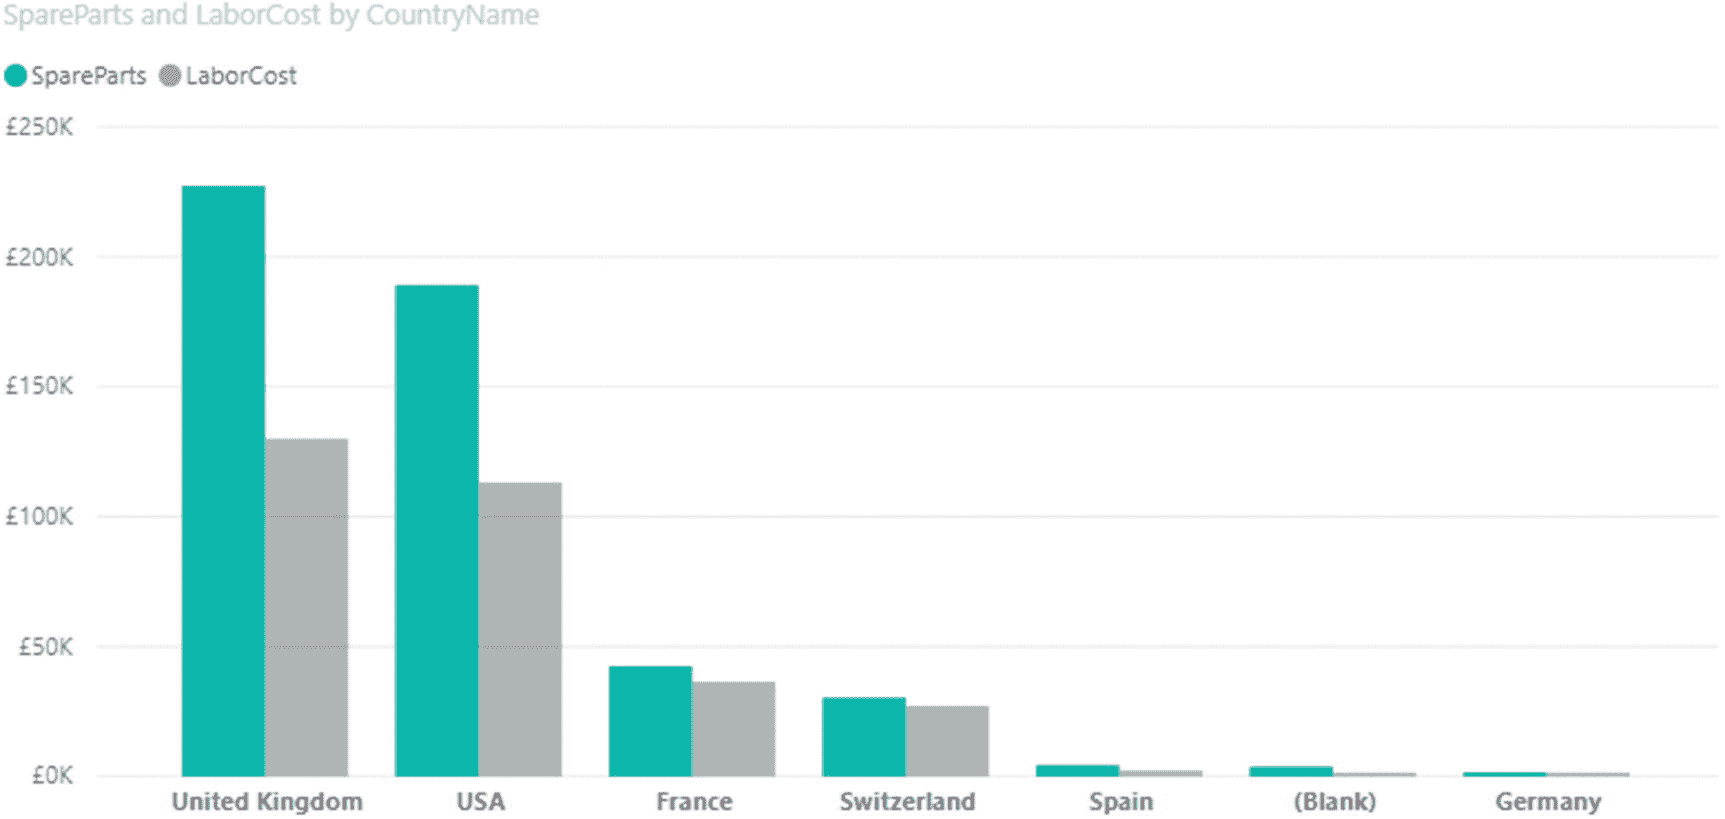 SpareParts and LaborCost by CountryName
SpareParts LaborCost
£250K
£200K
£150K
£100K
£50K
£0K
United Kingdom USA France Switzerland Spain (Blank) Germany